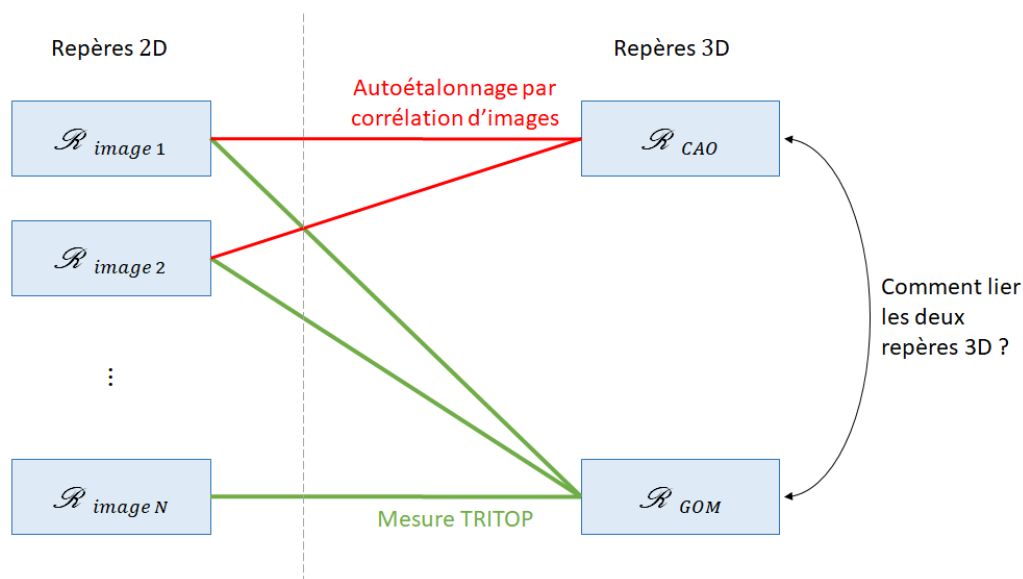 Repères 2D
Repères 3D
Autoétalonnage par
corrélation d’images
ℛ image 1
ℛ CAO
ℛ image 2
Comment lier
les deux
repères 3D ?
⋮
ℛ image N
ℛ GOM
Mesure TRITOP